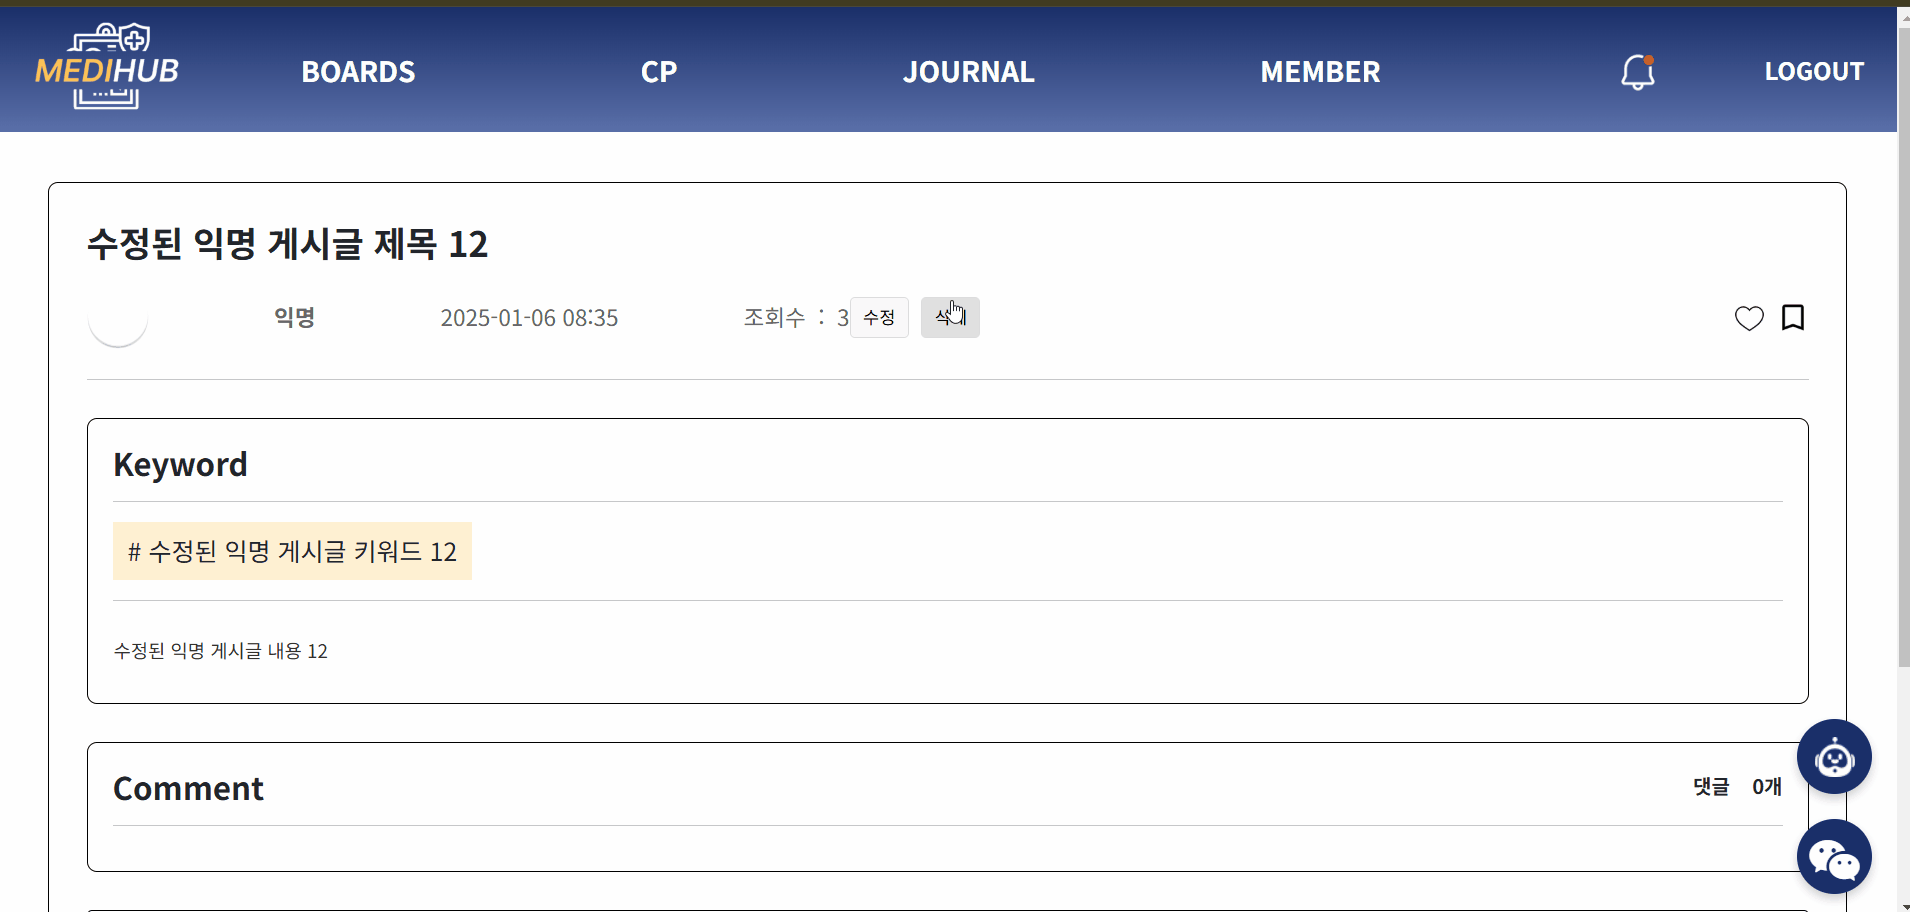 MEDIHUB
BOARDS CP JOURNAL MEMBER LOGOUT
수정된 익명 게시글 제목 12
익명 2025-01-06 08:35 조회수 : 3 수정
Keyword
# 수정된 익명 게시글 키워드 12
수정된 익명 게시글 내용 12
Comment 댓글 0개